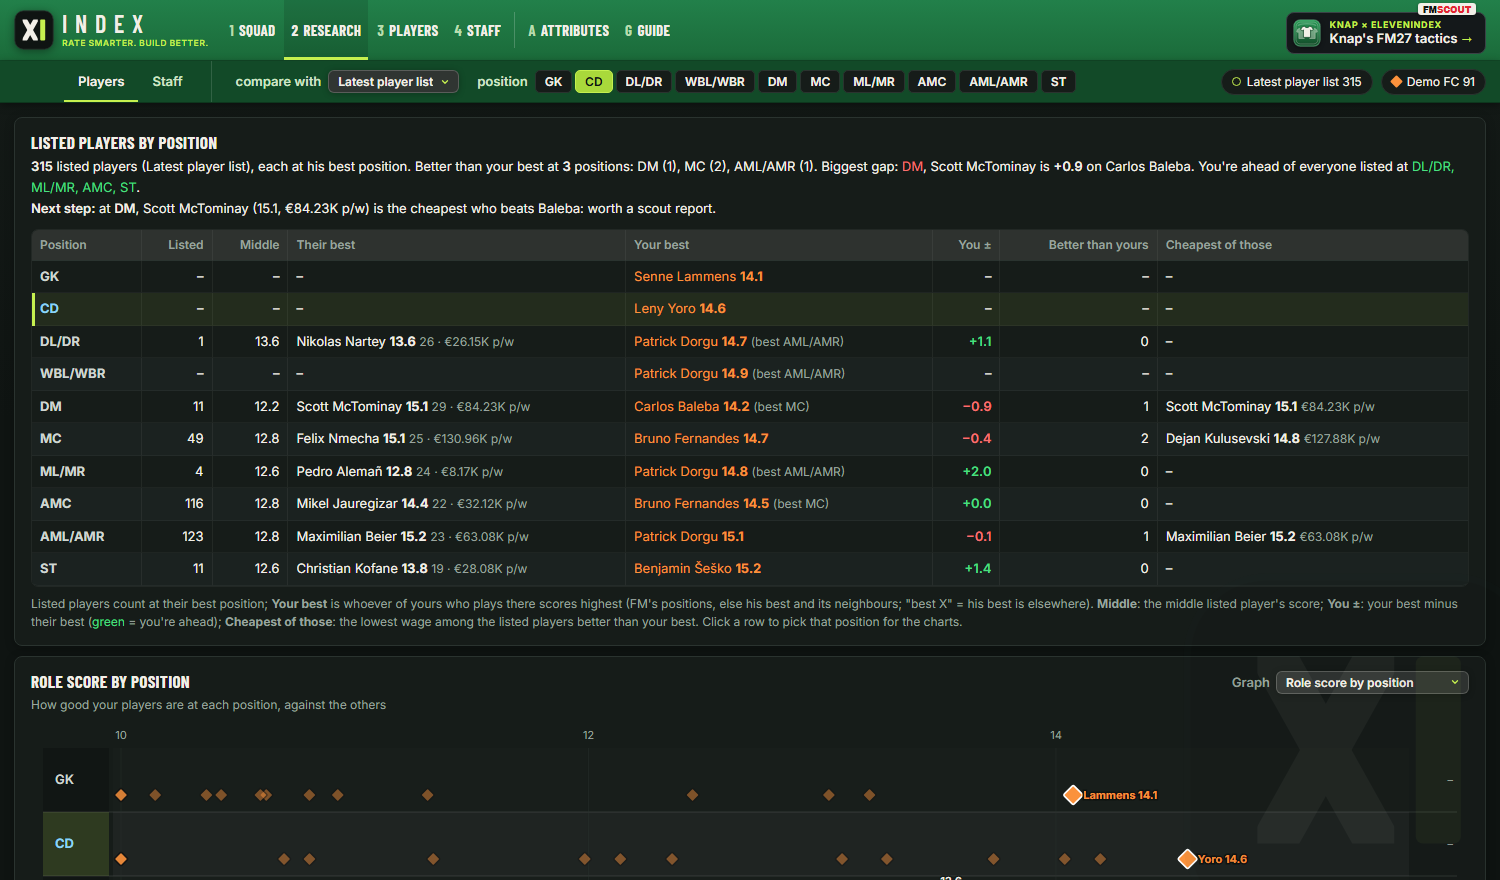 XI INDEX
RATE SMARTER. BUILD BETTER.
1 SQUAD
2 RESEARCH
3 PLAYERS
4 STAFF
A ATTRIBUTES
G GUIDE
FMSCOUT
KNAP × ELEVENINDEX
Knap's FM27 tactics →
Players
Staff
compare with Latest player list
position GK CD DL/DR WBL/WBR DM MC ML/MR AMC AML/AMR ST
Latest player list 315
Demo FC 91
LISTED PLAYERS BY POSITION
315 listed players (Latest player list), each at his best position. Better than your best at 3 positions: DM (1), MC (2), AML/AMR (1). Biggest gap: DM, Scott McTominay is +0.9 on Carlos Baleba. You're ahead of everyone listed at DL/DR,
ML/MR, AMC, ST.
Next step: at DM, Scott McTominay (15.1, €84.23K p/w) is the cheapest who beats Baleba: worth a scout report.
Position Listed Middle Their best Your best You ± Better than yours Cheapest of those
GK – – – Senne Lammens 14.1 – – –
CD – – – Leny Yoro 14.6 – – –
DL/DR 1 13.6 Nikolas Nartey 13.6 26 · €26.15K p/w Patrick Dorgu 14.7 (best AML/AMR) +1.1 0 –
WBL/WBR – – – Patrick Dorgu 14.9 (best AML/AMR) – – –
DM 11 12.2 Scott McTominay 15.1 29 · €84.23K p/w Carlos Baleba 14.2 (best MC) −0.9 1 Scott McTominay 15.1 €84.23K p/w
MC 49 12.8 Felix Nmecha 15.1 25 · €130.96K p/w Bruno Fernandes 14.7 −0.4 2 Dejan Kulusevski 14.8 €127.88K p/w
ML/MR 4 12.6 Pedro Alemañ 12.8 24 · €8.17K p/w Patrick Dorgu 14.8 (best AML/AMR) +2.0 0 –
AMC 116 12.8 Mikel Jauregizar 14.4 22 · €32.12K p/w Bruno Fernandes 14.5 (best MC) +0.0 0 –
AML/AMR 123 12.8 Maximilian Beier 15.2 23 · €63.08K p/w Patrick Dorgu 15.1 −0.1 1 Maximilian Beier 15.2 €63.08K p/w
ST 11 12.6 Christian Kofane 13.8 19 · €28.08K p/w Benjamin Šeško 15.2 +1.4 0 –
Listed players count at their best position; Your best is whoever of yours who plays there scores highest (FM's positions, else his best and its neighbours; "best X" = his best is elsewhere). Middle: the middle listed player's score; You ±: your best minus
their best (green = you're ahead); Cheapest of those: the lowest wage among the listed players better than your best. Click a row to pick that position for the charts.
ROLE SCORE BY POSITION
Graph Role score by position
How good your players are at each position, against the others
10 12 14
GK Lammens 14.1 –
CD Yoro 14.6 –